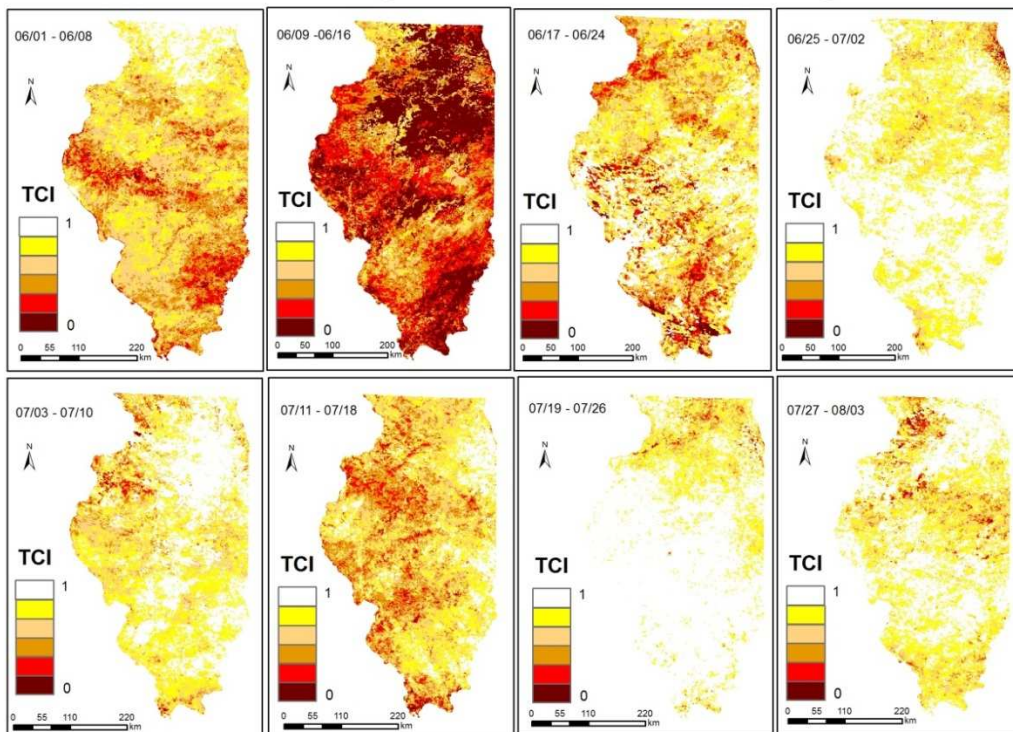 06/01 - 06/08
N
TCI
1
0
0 55 110 220
km
06/09 -06/16
N
TCI
1
0
0 50 100 200
km
06/17 - 06/24
N
TCI
1
0
0 50 100 200
km
06/25 - 07/02
N
TCI
1
0
0 50 100 200
km
07/03 - 07/10
N
TCI
1
0
0 55 110 220
km
07/11 - 07/18
N
TCI
1
0
0 55 110 220
km
07/19 - 07/26
N
TCI
1
0
0 55 110 220
km
07/27 - 08/03
N
TCI
1
0
0 55 110 220
km